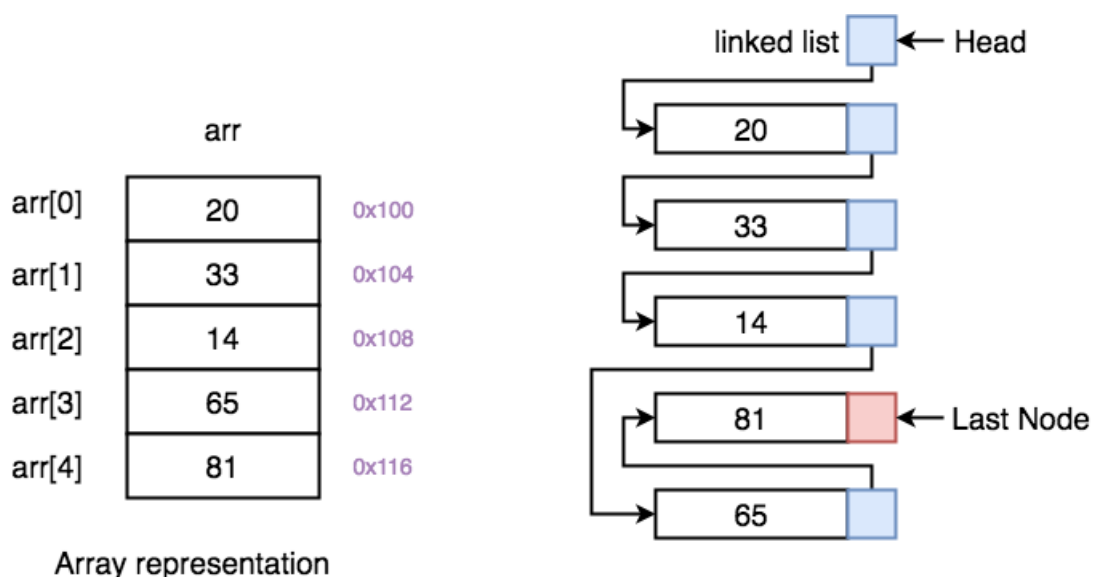 arr
arr[0] 20 0x100
arr[1] 33 0x104
arr[2] 14 0x108
arr[3] 65 0x112
arr[4] 81 0x116
Array representation
linked list Head
20
33
14
81 Last Node
65